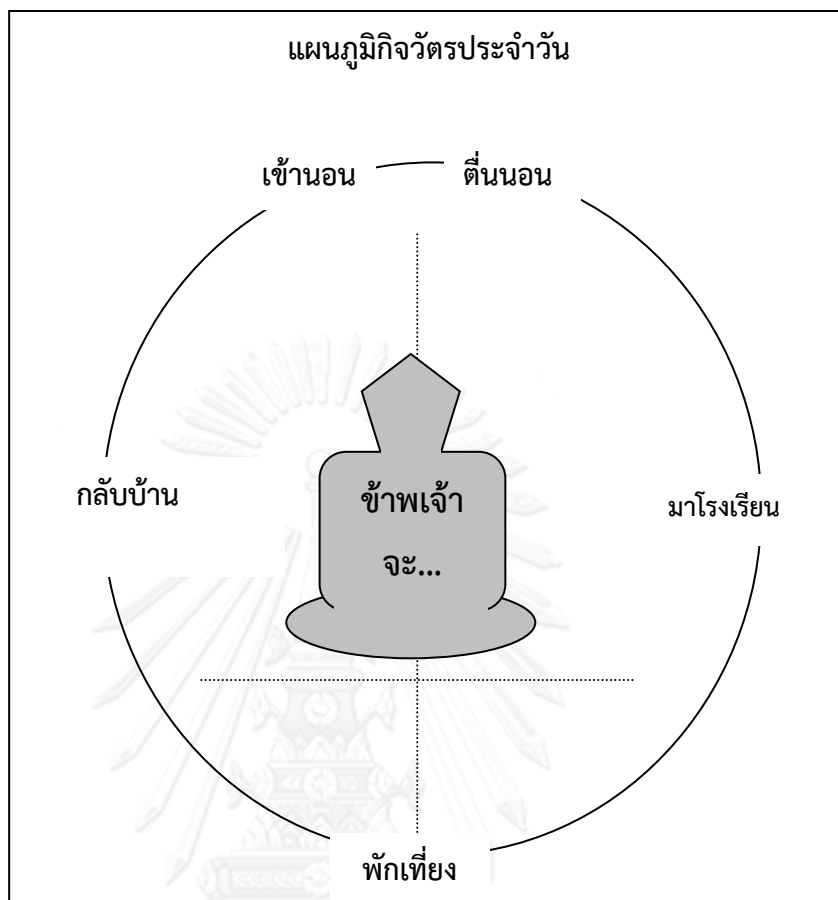 แผนภูมิกิจวัตรประจำวัน
เข้านอน
ตื่นนอน
กลับบ้าน
ข้าพเจ้า
จะ...
มาโรงเรียน
พักเที่ยง